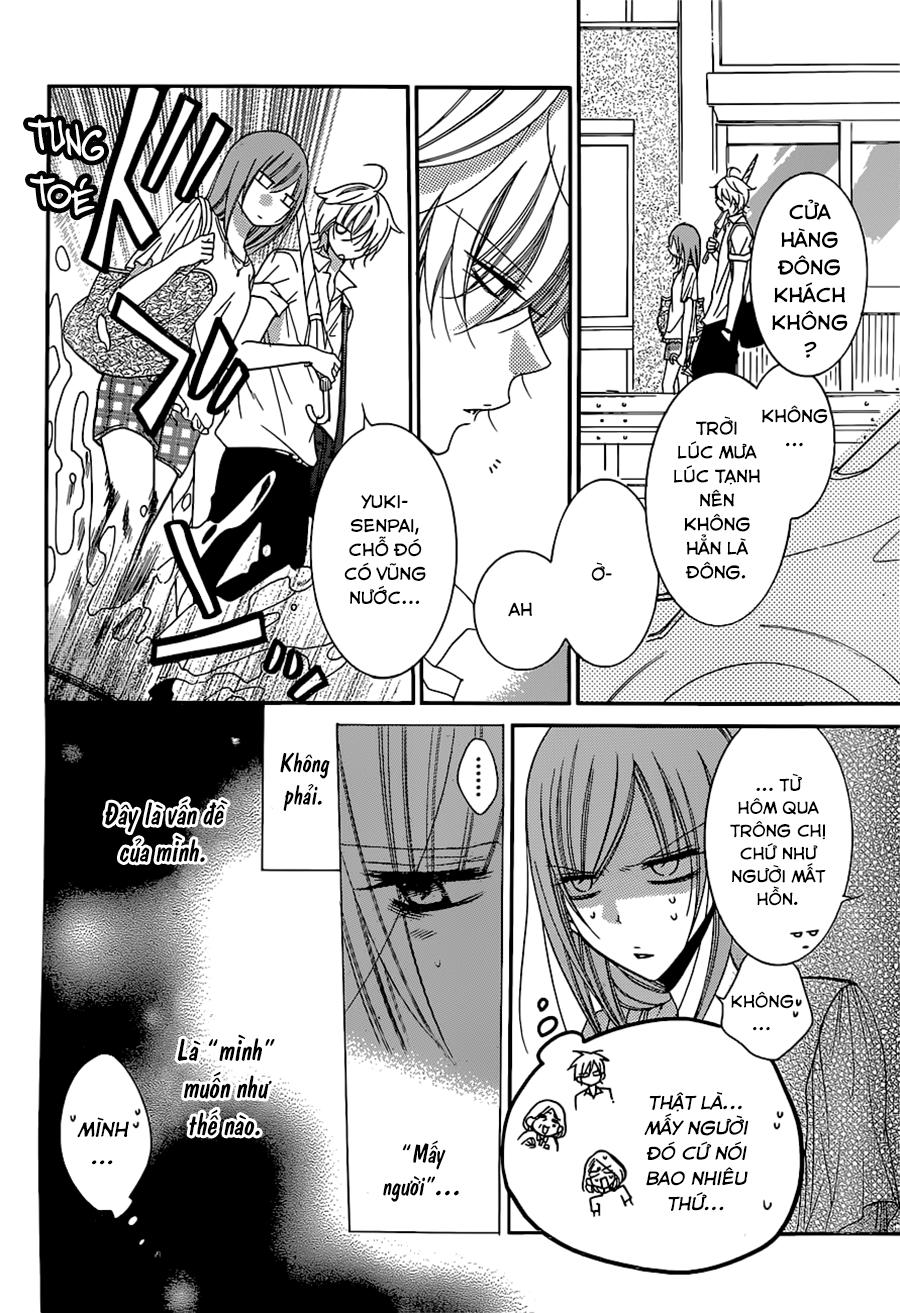 CỬA
HÀNG
ĐÔNG
KHÁCH
KHÔNG
?
KHÔNG
...
TRỜI
LÚC MƯA
LÚC TẠNH
NÊN
KHÔNG
HẲN LÀ
ĐÔNG.
Ờ-
AH
YUKI-
SENPAI,
CHỖ ĐÓ
CÓ VŨNG
NƯỚC...
TUNG
TOÉ
... TỪ
HÔM QUA
TRÔNG CHỊ
CHỨ NHƯ
NGƯỜI MẤT
HỒN.
KHÔNG
...
THẬT LÀ...
MẤY NGƯỜI
ĐÓ CỨ NÓI
BAO NHIÊU
THỨ...
......
"Mấy
người"...
Không
phải.
Đây là vấn đề
của mình.
Là "mình"
muốn như
thế nào.
MÌNH
...